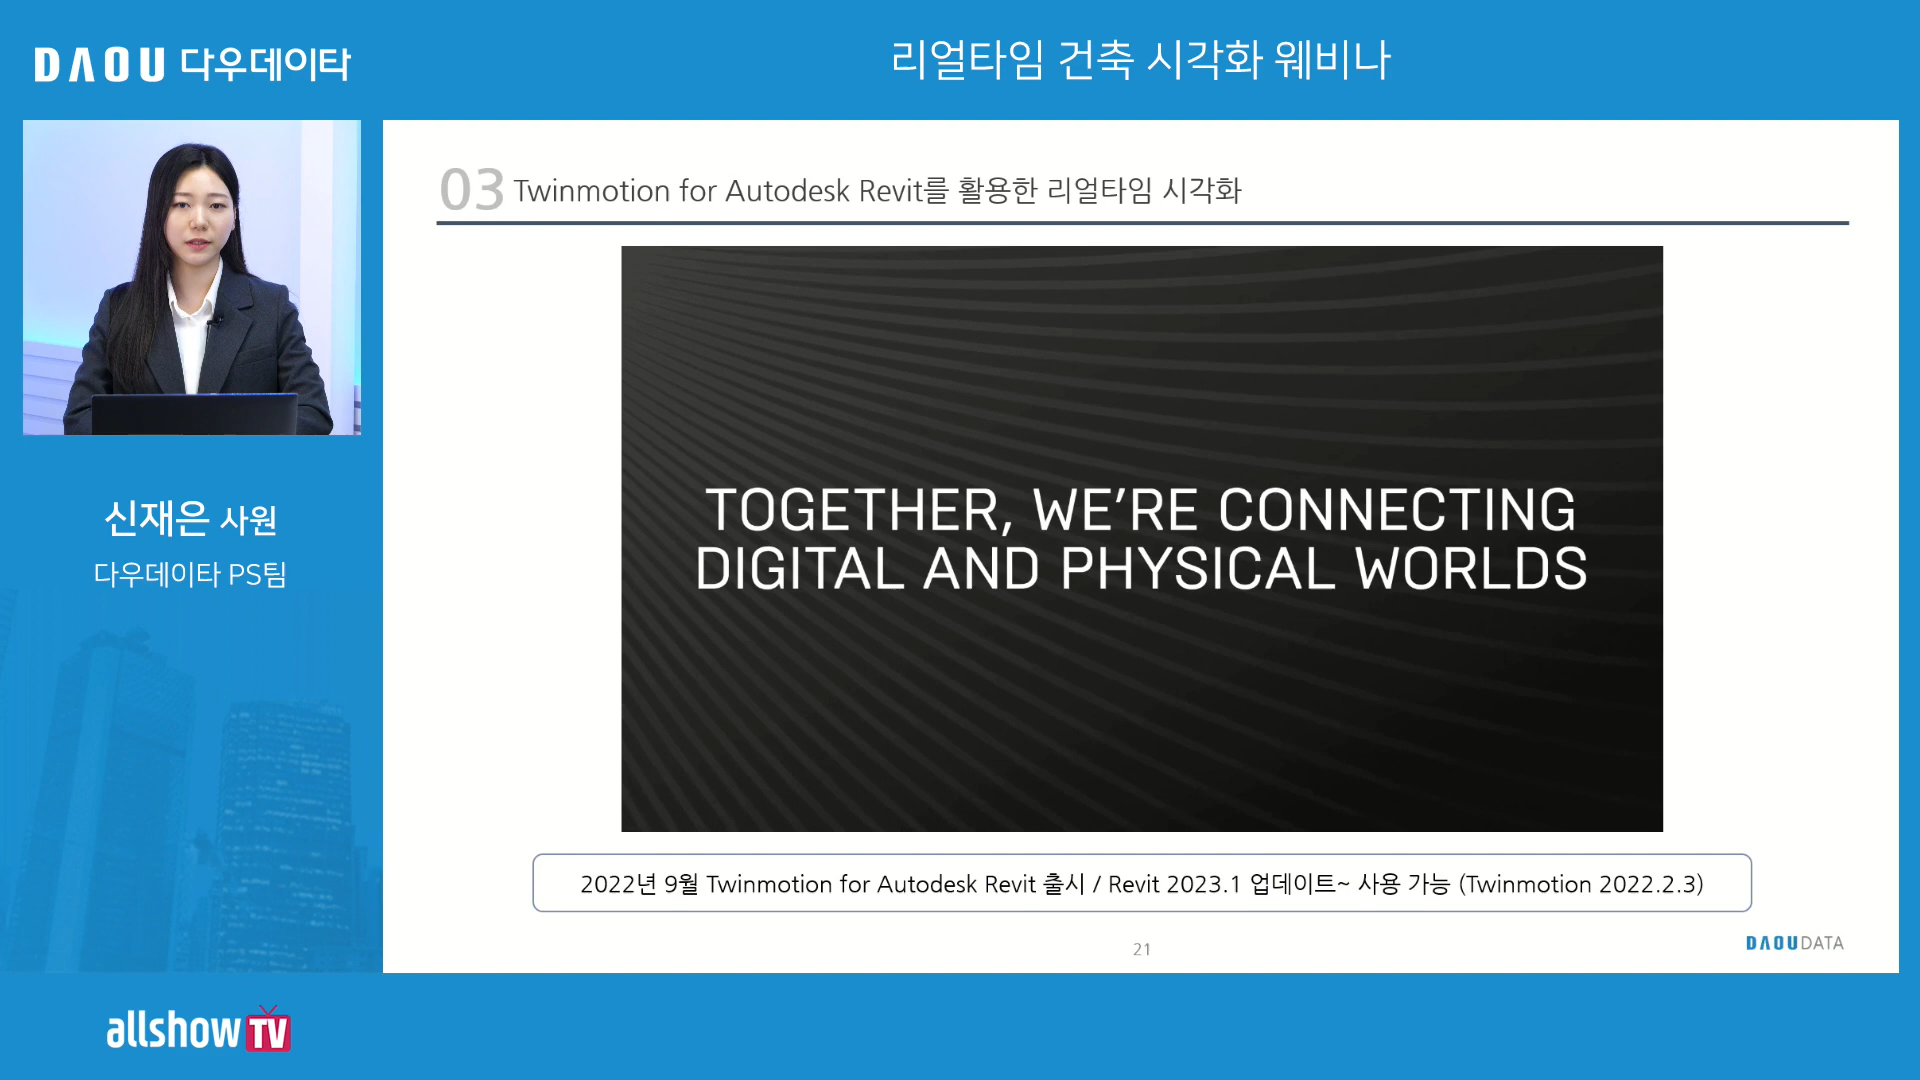 DAOU 다우데이타
리얼타임 건축 시각화 웨비나
03 Twinmotion for Autodesk Revit를 활용한 리얼타임 시각화
TOGETHER, WE'RE CONNECTING
DIGITAL AND PHYSICAL WORLDS
신재은 사원
다우데이타 PS팀
2022년 9월 Twinmotion for Autodesk Revit 출시 / Revit 2023.1 업데이트~ 사용 가능 (Twinmotion 2022.2.3)
21
DAOUDATA
allshowTV